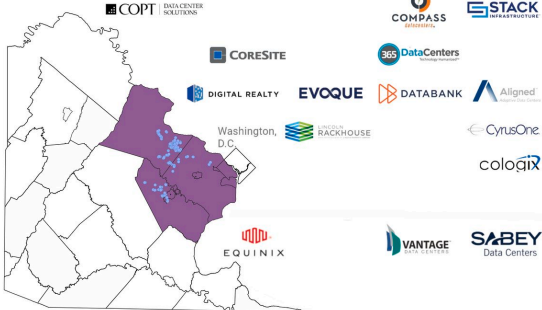 COPT DATA CENTER SOLUTIONS
COMPASS
datacenters
STACK
INFRASTRUCTURE
CORESITE
365 DataCenters
DIGITAL REALTY
EVOQUE
DATABANK
Aligned
Washington,
D.C.
LINCOLN
RACKHOUSE
CyrusOne
cologix
EQUINIX
VANTAGE
DATA CENTERS
SABEY
Data Centers